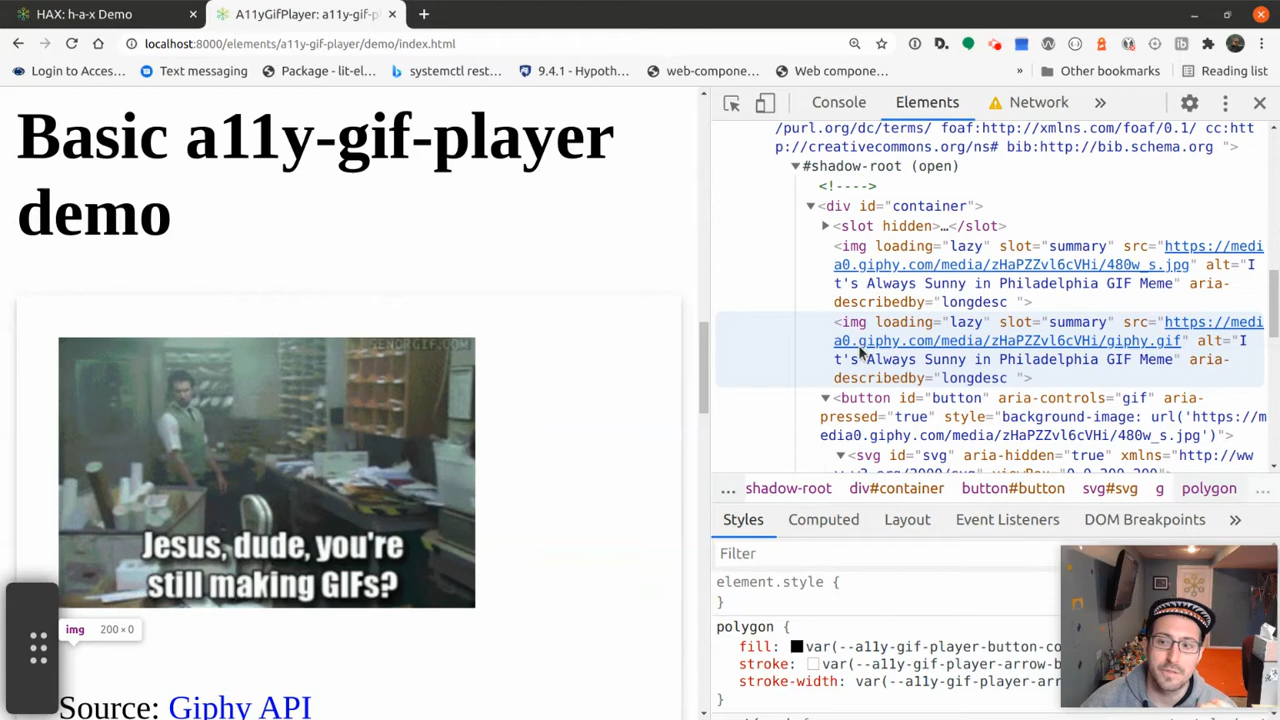 HAX: h-a-x Demo
A11yGifPlayer: a11y-gif-p
localhost:8000/elements/a11y-gif-player/demo/index.html
Login to Acces...
Text messaging
Package - lit-el...
systemctl rest...
9.4.1 - Hypoth...
web-compone...
Web compone...
»
Other bookmarks
Reading list
Basic a11y-gif-player
demo
SENORGIF.COM
Jesus, dude, you're
still making GIFs?
img 200×0
Source: Giphy API
Console
Elements
Network
»
/purl.org/dc/terms/ foaf:http://xmlns.com/foaf/0.1/ cc:htt
p://creativecommons.org/ns# bib:http://bib.schema.org ">
▼#shadow-root (open)
<!---->
▼<div id="container">
▶<slot hidden>…</slot>
<img loading="lazy" slot="summary" src="https://medi
a0.giphy.com/media/zHaPZZvl6cVHi/480w_s.jpg" alt="I
t's Always Sunny in Philadelphia GIF Meme" aria-
describedby="longdesc ">
<img loading="lazy" slot="summary" src="https://medi
a0.giphy.com/media/zHaPZZvl6cVHi/giphy.gif" alt="I
t's Always Sunny in Philadelphia GIF Meme" aria-
describedby="longdesc ">
▼<button id="button" aria-controls="gif" aria-
pressed="true" style="background-image: url('https://m
edia0.giphy.com/media/zHaPZZvl6cVHi/480w_s.jpg')">
▼<svg id="svg" aria-hidden="true" xmlns="http://ww
... shadow-root div#container button#button svg#svg g polygon ...
Styles
Computed
Layout
Event Listeners
DOM Breakpoints
»
Filter
element.style {
}
polygon {
fill: var(--a11y-gif-player-button-co
stroke: var(--a11y-gif-player-arrow-b
stroke-width: var(--a11y-gif-player-arr
}